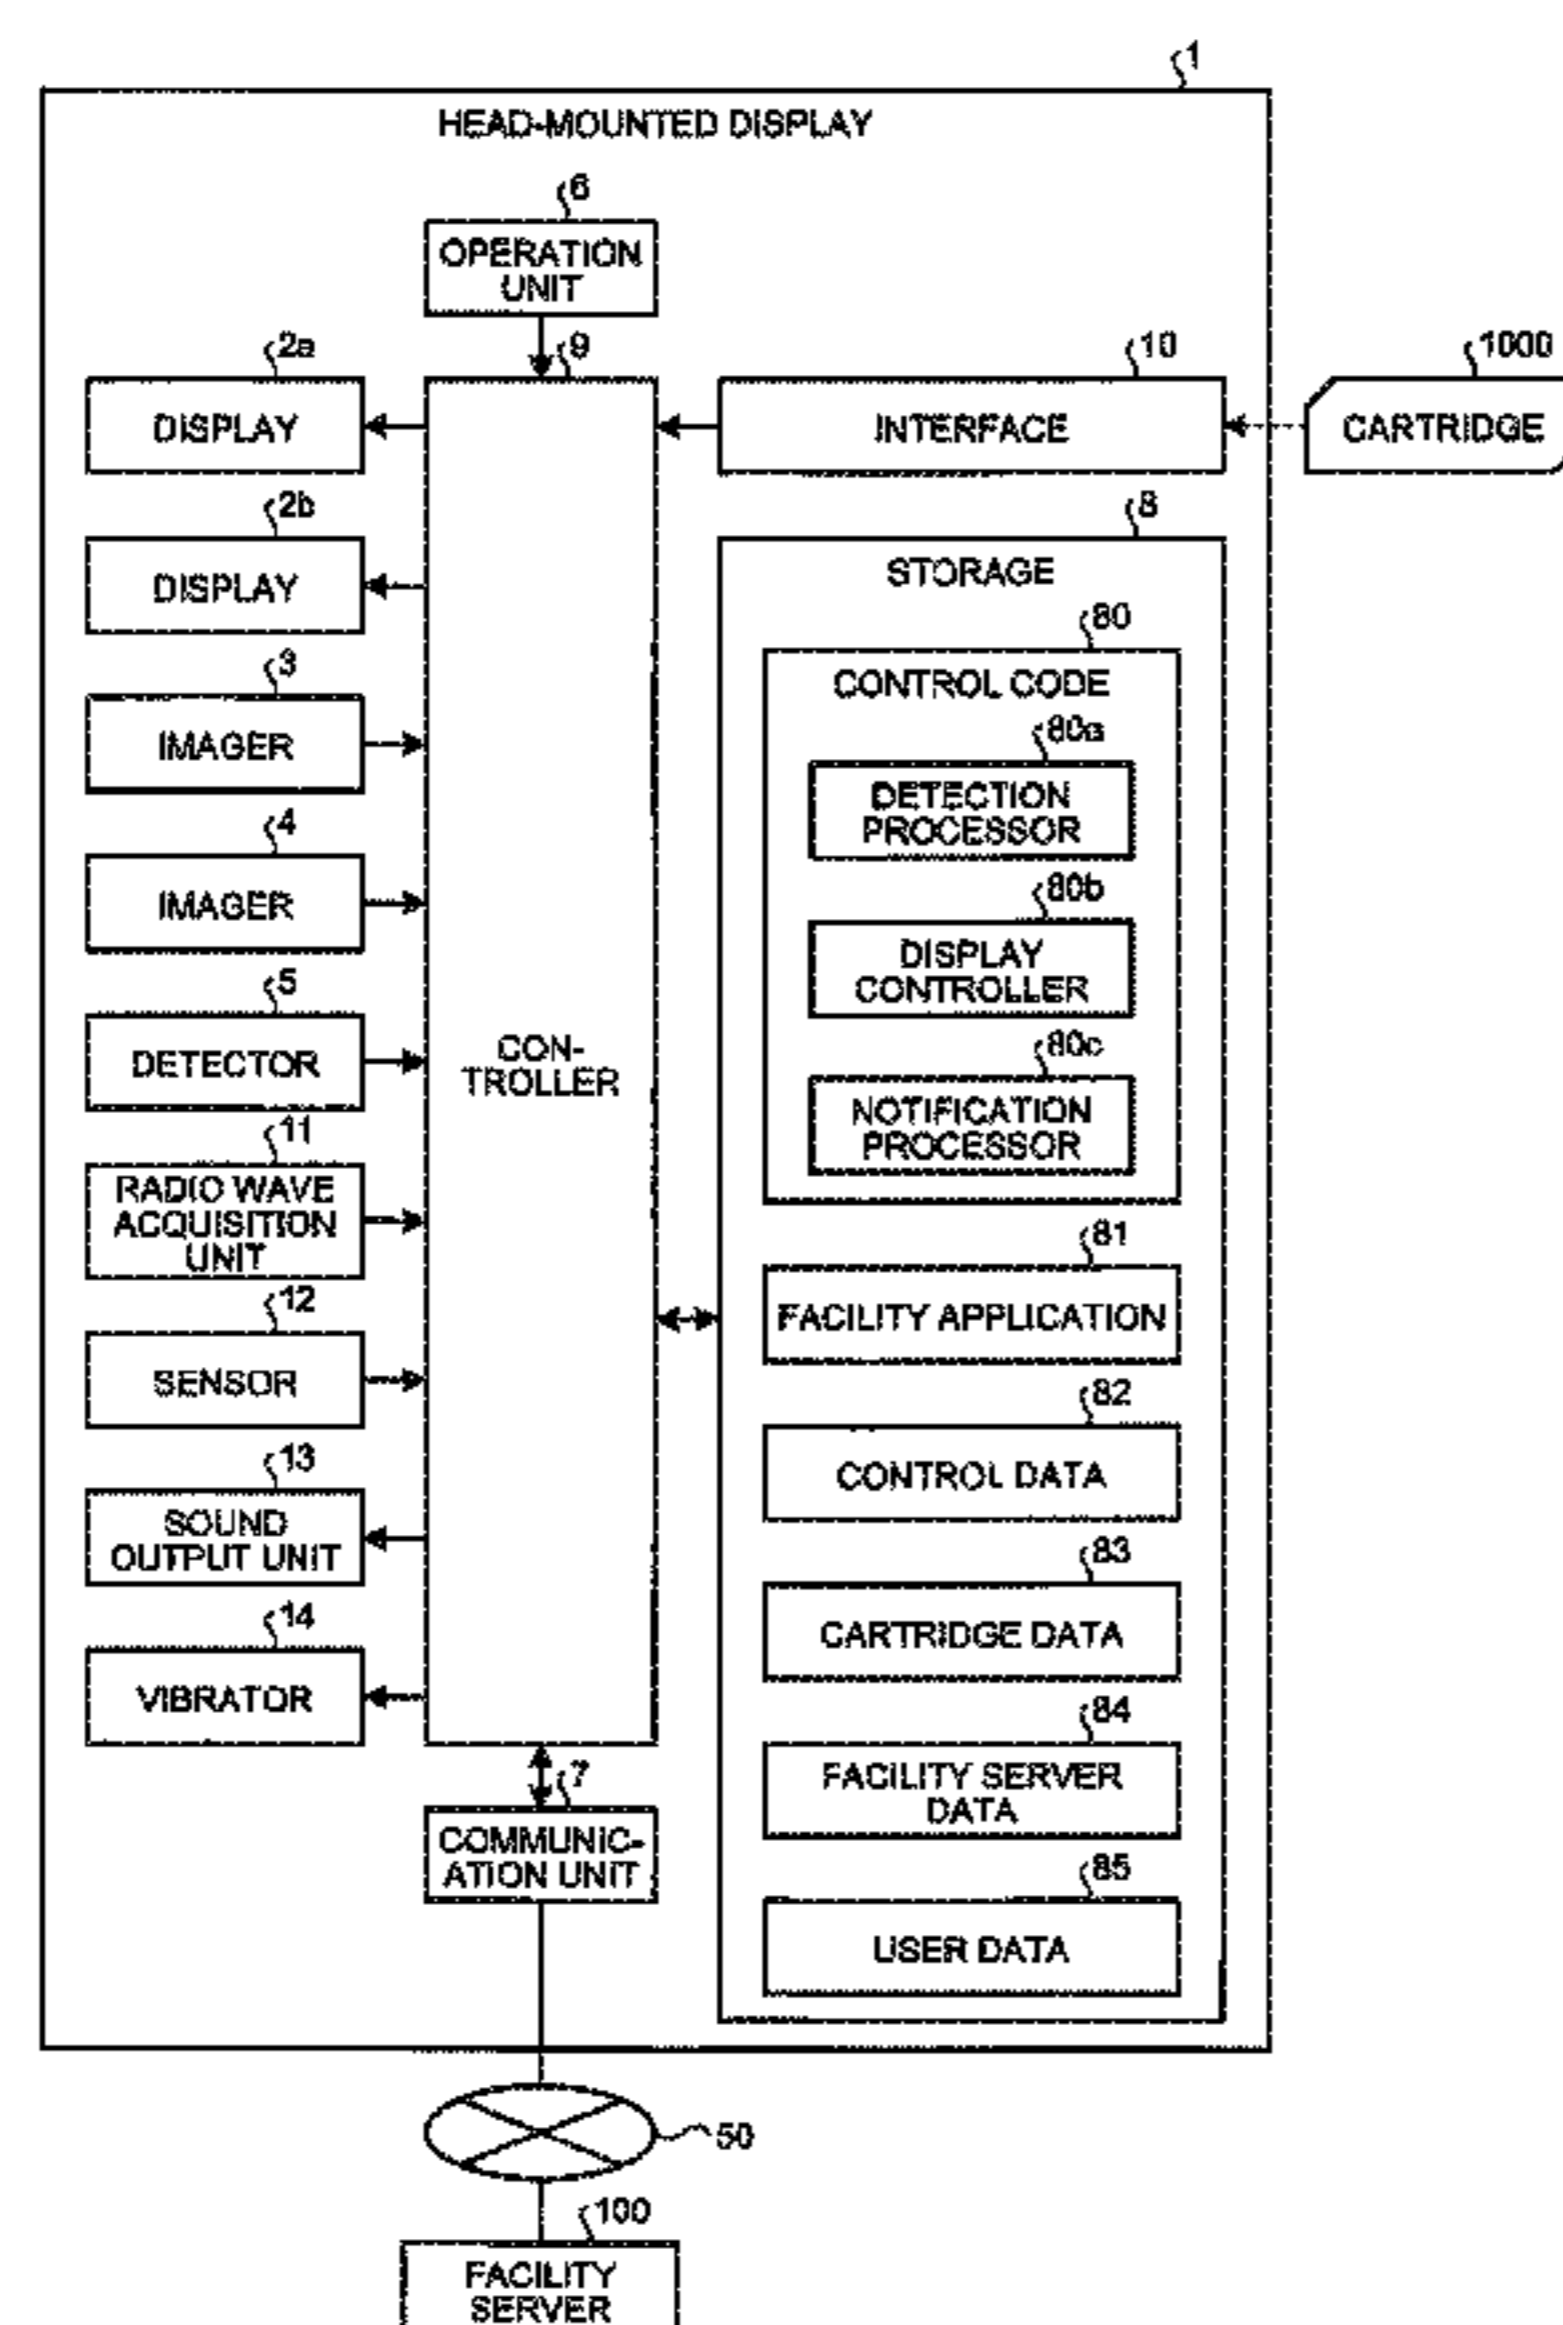 1
HEAD-MOUNTED DISPLAY
6
OPERATION
UNIT
2a
9
10
1000
DISPLAY
INTERFACE
CARTRIDGE
2b
DISPLAY
8
STORAGE
3
IMAGER
4
IMAGER
5
DETECTOR
11
RADIO WAVE
ACQUISITION
UNIT
12
SENSOR
13
SOUND
OUTPUT UNIT
14
VIBRATOR
CON-
TROLLER
80
CONTROL CODE
80a
DETECTION
PROCESSOR
80b
DISPLAY
CONTROLLER
80c
NOTIFICATION
PROCESSOR
81
FACILITY APPLICATION
82
CONTROL DATA
83
CARTRIDGE DATA
84
FACILITY SERVER
DATA
85
USER DATA
7
COMMUNIC-
ATION UNIT
50
100
FACILITY
SERVER